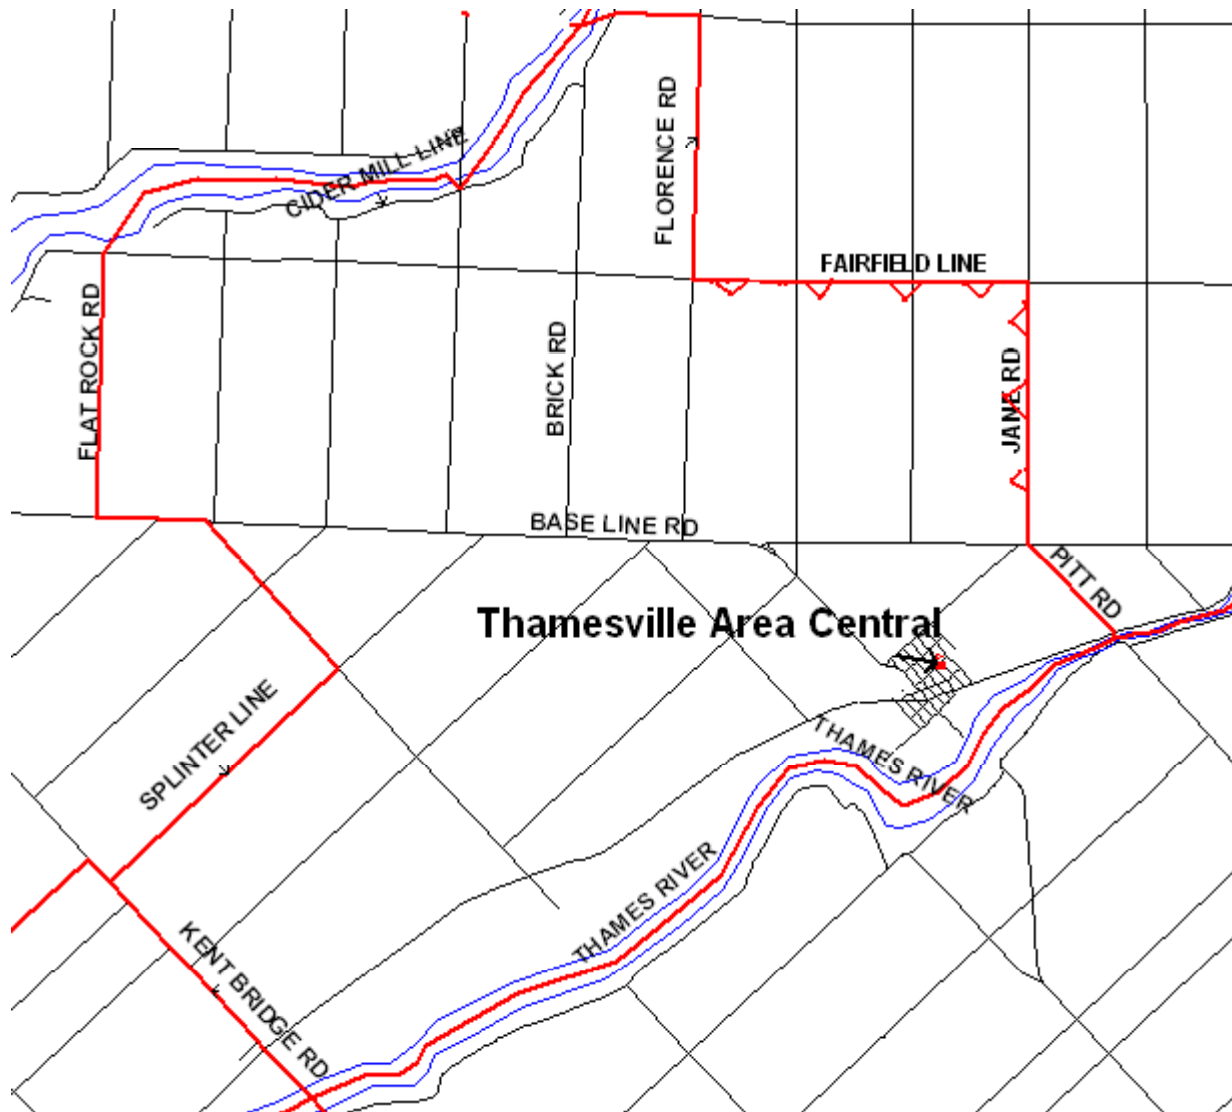 CIDER MILL LINE
FLORENCE RD
FAIRFIELD LINE
FLAT ROCK RD
BRICK RD
JANE RD
BASE LINE RD
PITT RD
Thamesville Area Central
SPLINTER LINE
THAMES RIVER
THAMES RIVER
KENT BRIDGE RD